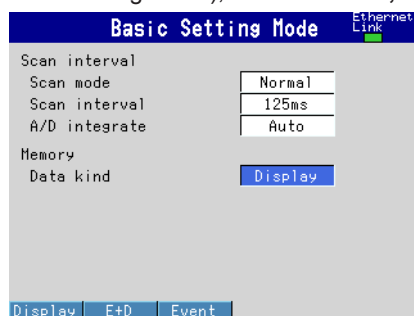 Basic Setting Mode
Ethernet
Link
Scan interval
Scan mode Normal
Scan interval 125ms
A/D integrate Auto
Memory
Data kind Display
Display E+D Event